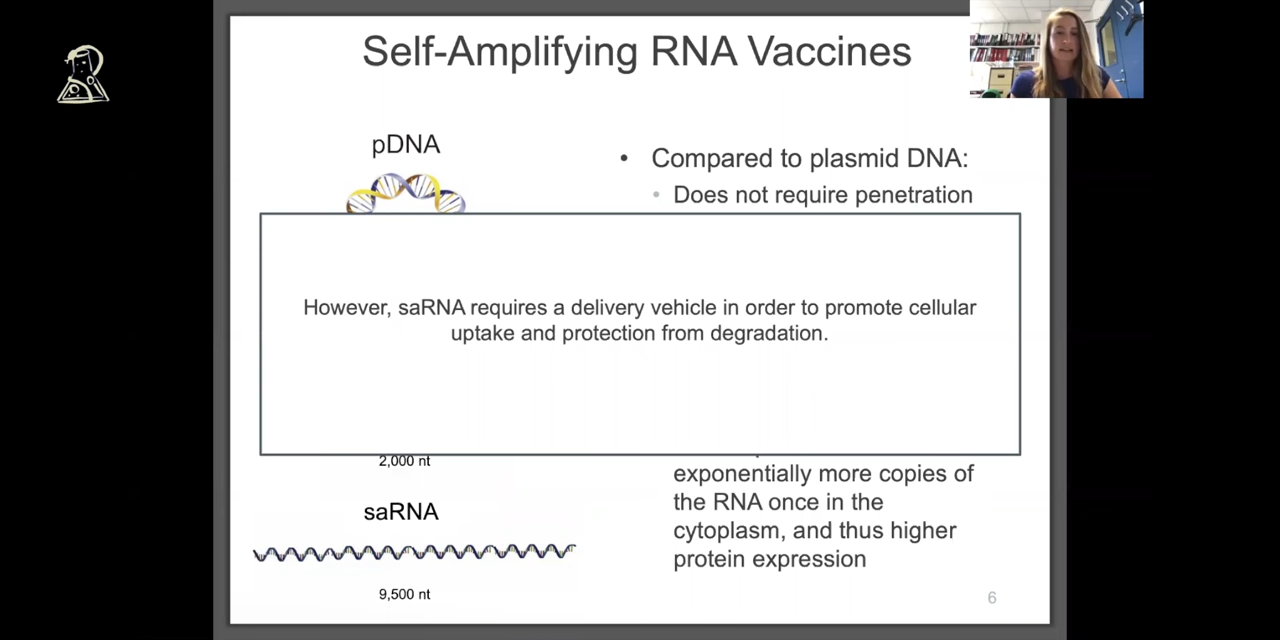 Self-Amplifying RNA Vaccines
pDNA
• Compared to plasmid DNA:
• Does not require penetration
However, saRNA requires a delivery vehicle in order to promote cellular
uptake and protection from degradation.
2,000 nt
exponentially more copies of
the RNA once in the
cytoplasm, and thus higher
protein expression
saRNA
9,500 nt
6